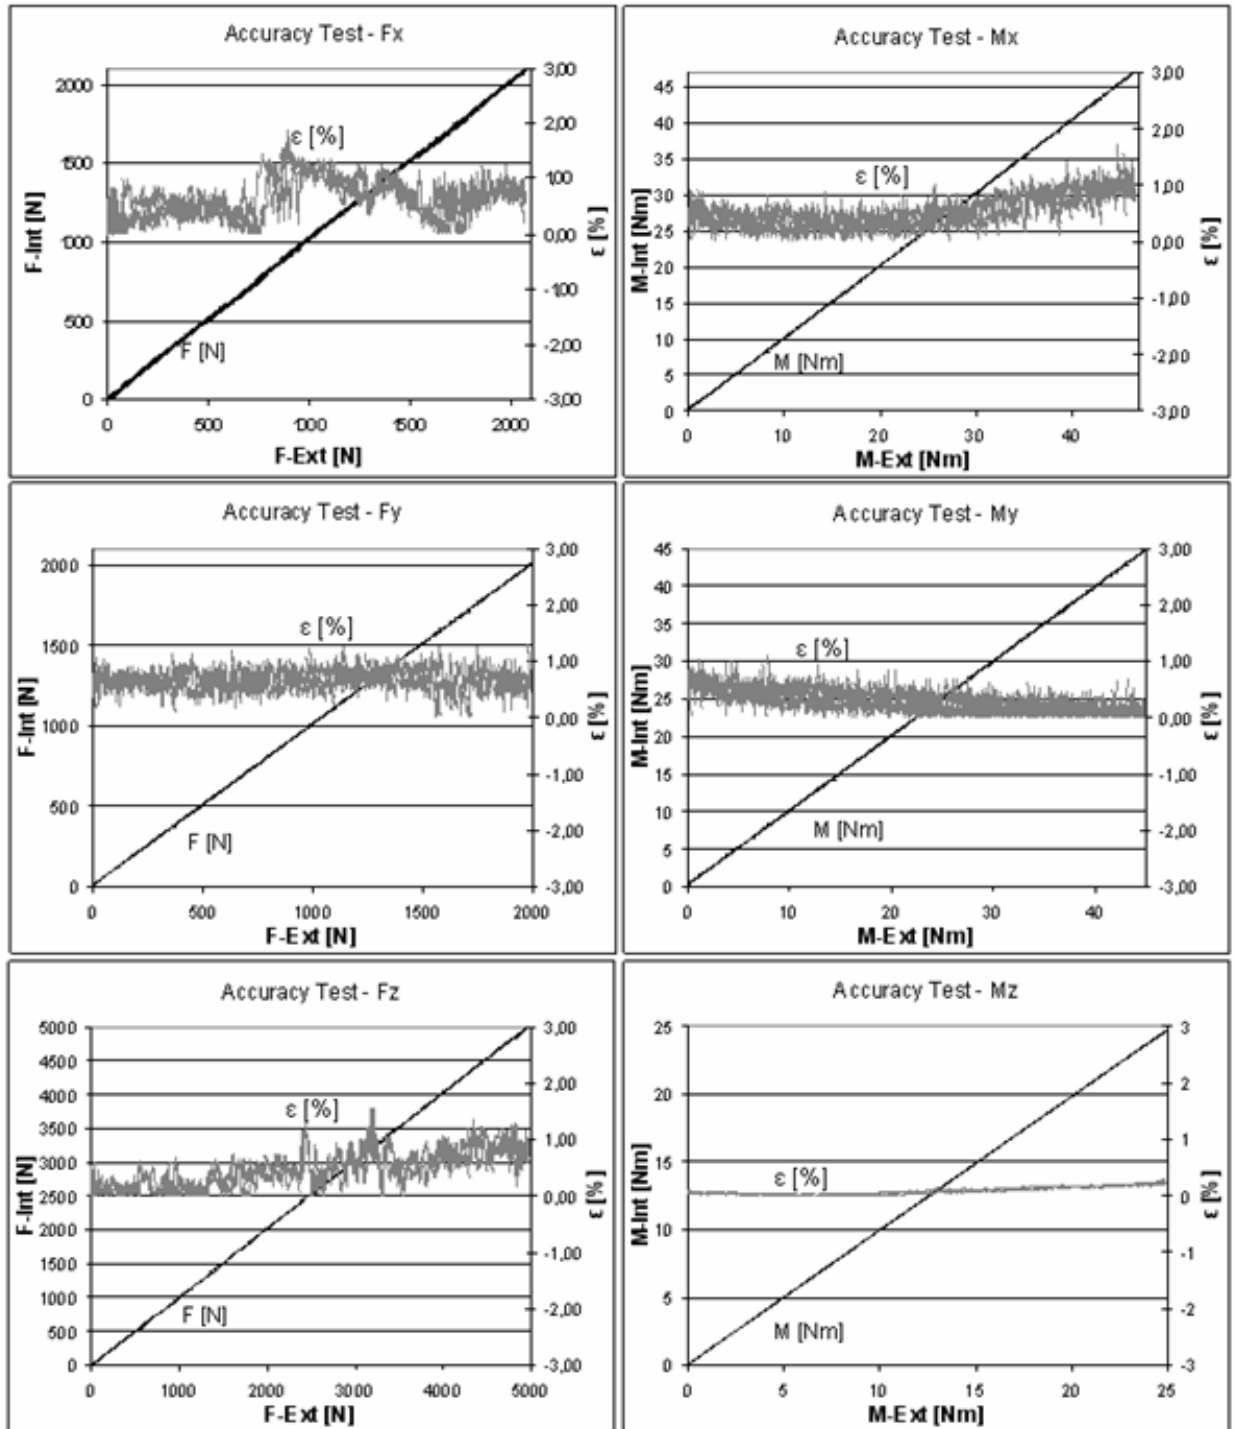 Accuracy Test - Fx
3,00
2000
2,00
ε [%]
1500
1,00
F-Int [N]
1000
0,00
ε [%]
-1,00
500
F [N]
-2,00
0
-3,00
0 500 1000 1500 2000
F-Ext [N]
Accuracy Test - Mx
3,00
45
40
2,00
35
ε [%]
30
1,00
M-Int [Nm]
25
0,00
ε [%]
20
15
-1,00
10
M [Nm]
-2,00
5
0
-3,00
0 10 20 30 40
M-Ext [Nm]
Accuracy Test - Fy
3,00
2000
2,00
ε [%]
1500
1,00
F-Int [N]
1000
0,00
ε [%]
-1,00
500
F [N]
-2,00
0
-3,00
0 500 1000 1500 2000
F-Ext [N]
Accuracy Test - My
45
3,00
40
2,00
35
ε [%]
30
1,00
M-Int [Nm]
25
0,00
ε [%]
20
15
-1,00
10
M [Nm]
-2,00
5
0
-3,00
0 10 20 30 40
M-Ext [Nm]
Accuracy Test - Fz
5000
3,00
4500
4000
2,00
3500
ε [%]
1,00
3000
F-Int [N]
2500
0,00
ε [%]
2000
1500
-1,00
1000
F [N]
-2,00
500
0
-3,00
0 1000 2000 3000 4000 5000
F-Ext [N]
Accuracy Test - Mz
25
3
2
20
1
15
M-Int [Nm]
ε [%]
0
ε [%]
10
-1
5
M [Nm]
-2
0
-3
0 5 10 15 20 25
M-Ext [Nm]